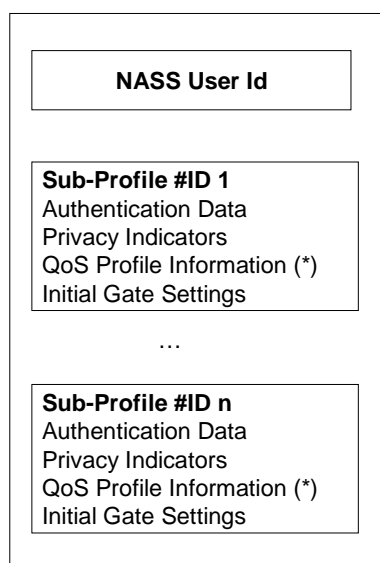 NASS User Id
Sub-Profile #ID 1
Authentication Data
Privacy Indicators
QoS Profile Information (*)
Initial Gate Settings
…
Sub-Profile #ID n
Authentication Data
Privacy Indicators
QoS Profile Information (*)
Initial Gate Settings